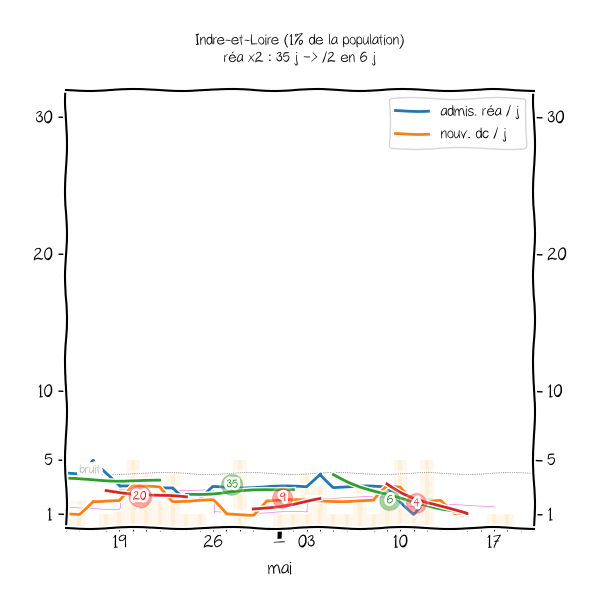 Indre-et-Loire (1% de la population)
réa x2 : 35 j -> /2 en 6 j
admis. réa / j
nouv. dc / j
30 30
20 20
10 10
5 5
bruit
35
20 9 6 4
1 1
19 26 03 10 17
mai